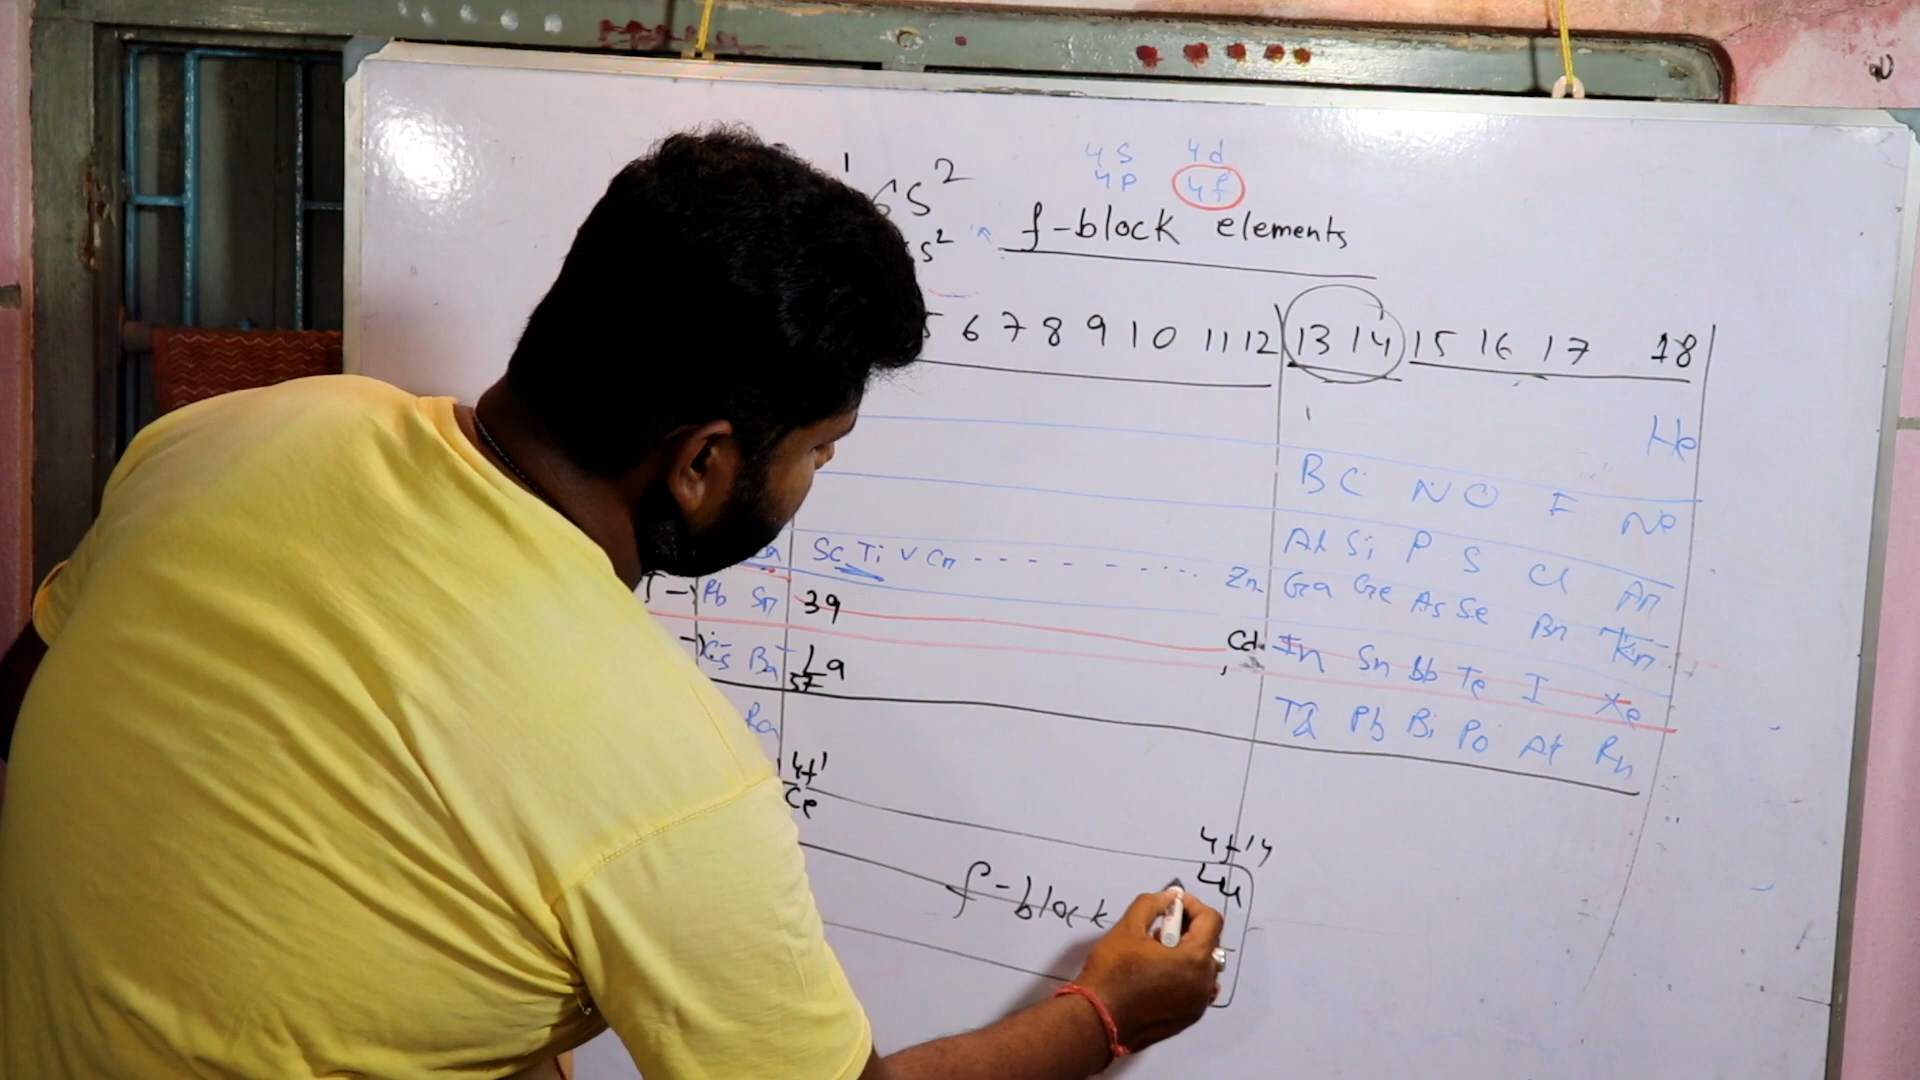 4s 4d
4p 4f
1 6s²
s²
f-block elements
5 6 7 8 9 10 11 12 13 14 15 16 17 18
He
B C N O F Ne
Al Si P S Cl Ar
Sc Ti V Cr - - - - - - - - - - Zn Ga Ge As Se Br Kr
Rb Sr 39 Cd In Sn Te I Xe
Cs Ba La
57
Tl Pb Bi Po At Rn
Ra
4f¹
Ce
4f14
Lu
f-block